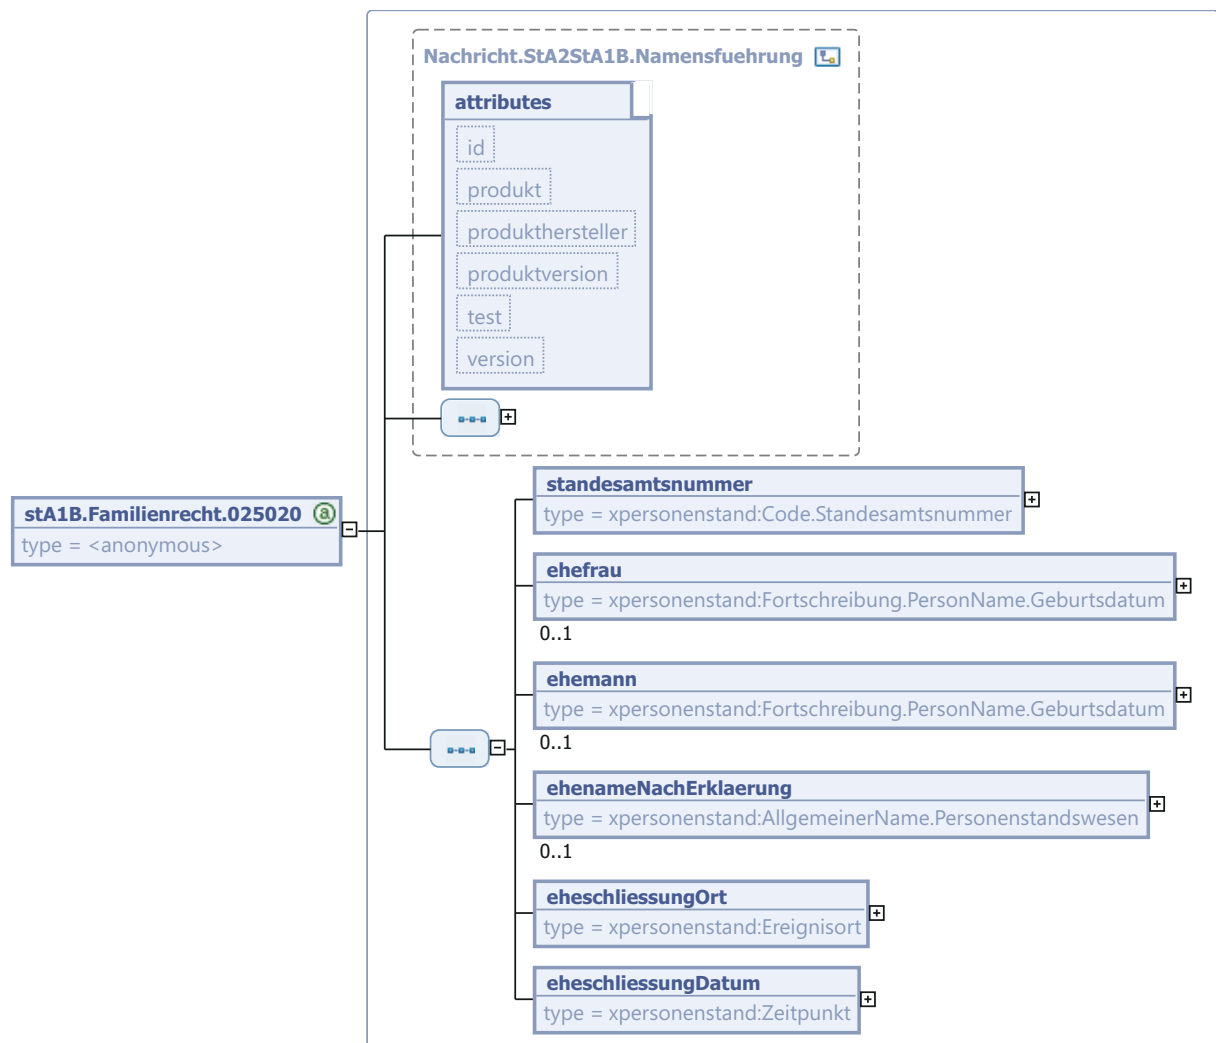 Nachricht.StA2StA1B.Namensfuehrung
attributes
id
produkt
produkthersteller
produktversion
test
version
stA1B.Familienrecht.025020
type = <anonymous>
standesamtsnummer
type = xpersonenstand:Code.Standesamtsnummer
ehefrau
type = xpersonenstand:Fortschreibung.PersonName.Geburtsdatum
0..1
ehemann
type = xpersonenstand:Fortschreibung.PersonName.Geburtsdatum
0..1
ehenameNachErklaerung
type = xpersonenstand:AllgemeinerName.Personenstandswesen
0..1
eheschliessungOrt
type = xpersonenstand:Ereignisort
eheschliessungDatum
type = xpersonenstand:Zeitpunkt